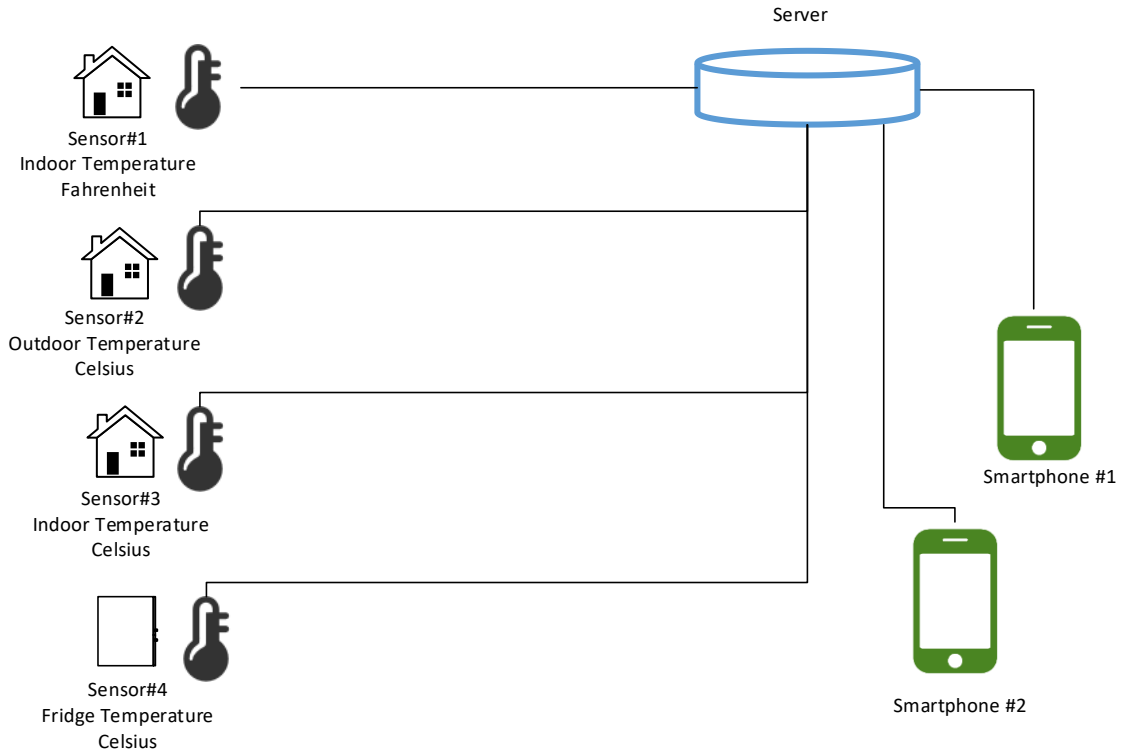 Server
Sensor#1
Indoor Temperature
Fahrenheit
Sensor#2
Outdoor Temperature
Celsius
Sensor#3
Indoor Temperature
Celsius
Smartphone #1
Sensor#4
Fridge Temperature
Celsius
Smartphone #2